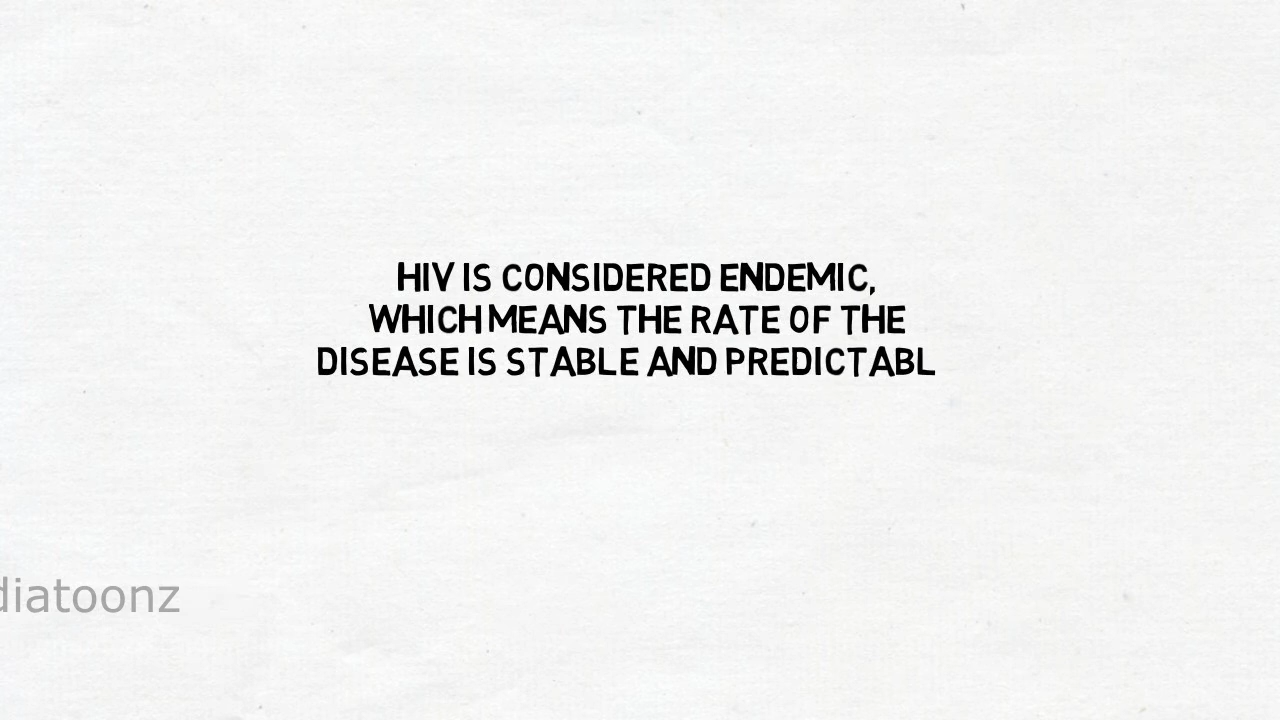 HIV IS CONSIDERED ENDEMIC,
WHICH MEANS THE RATE OF THE
DISEASE IS STABLE AND PREDICTABL
diatoonz